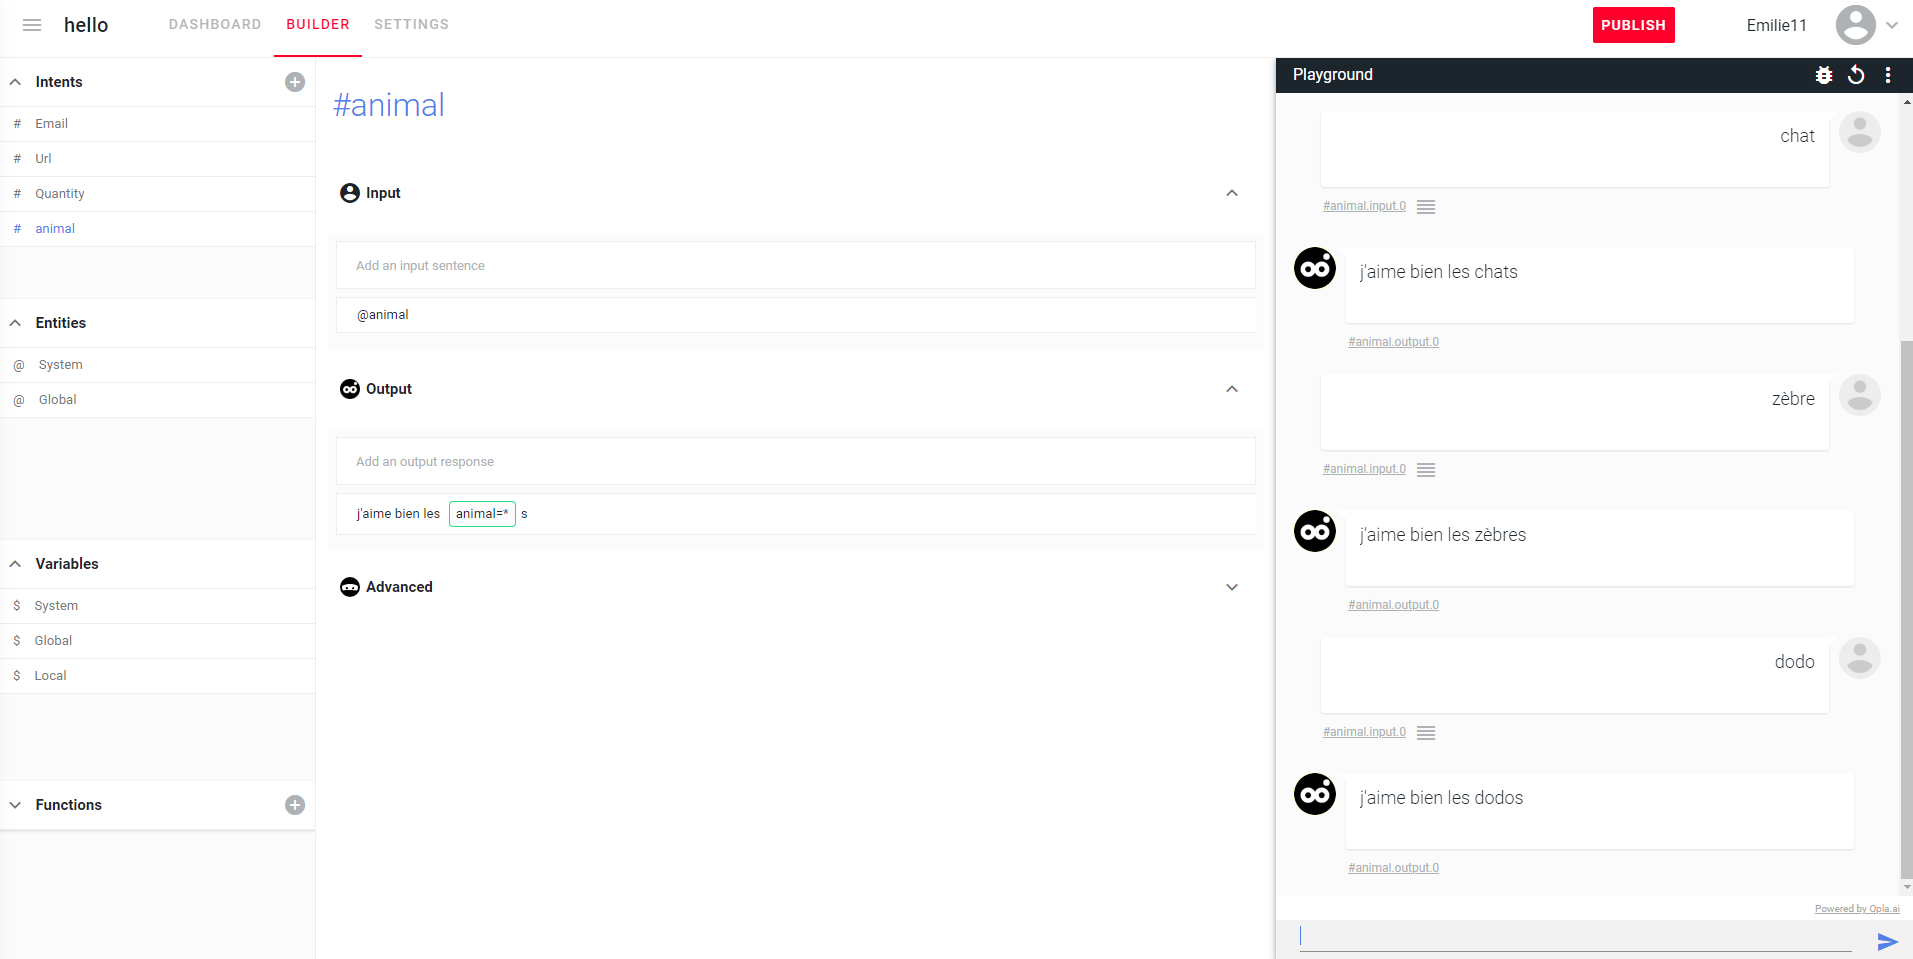 hello
DASHBOARD BUILDER SETTINGS
PUBLISH
Emilie11
Intents
# Email
# Url
# Quantity
# animal
Entities
@ System
@ Global
Variables
$ System
$ Global
$ Local
Functions
#animal
Input
Add an input sentence
@animal
Output
Add an output response
j'aime bien les animal=* s
Advanced
Playground
chat
#animal.input.0
j'aime bien les chats
#animal.output.0
zèbre
#animal.input.0
j'aime bien les zèbres
#animal.output.0
dodo
#animal.input.0
j'aime bien les dodos
#animal.output.0
Powered by Opla.ai